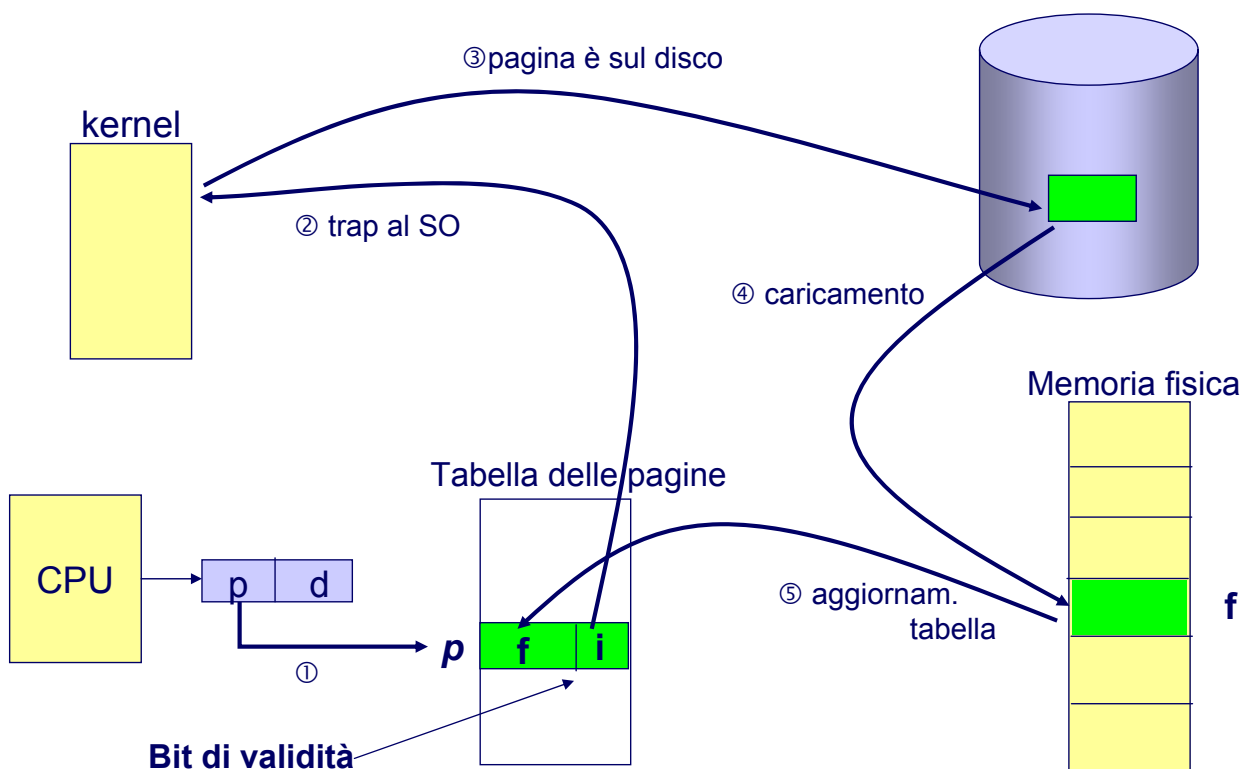 ③pagina è sul disco
kernel
② trap al SO
④ caricamento
Memoria fisica
Tabella delle pagine
CPU
p d
⑤ aggiornam.
tabella
f
p
f i
①
Bit di validità